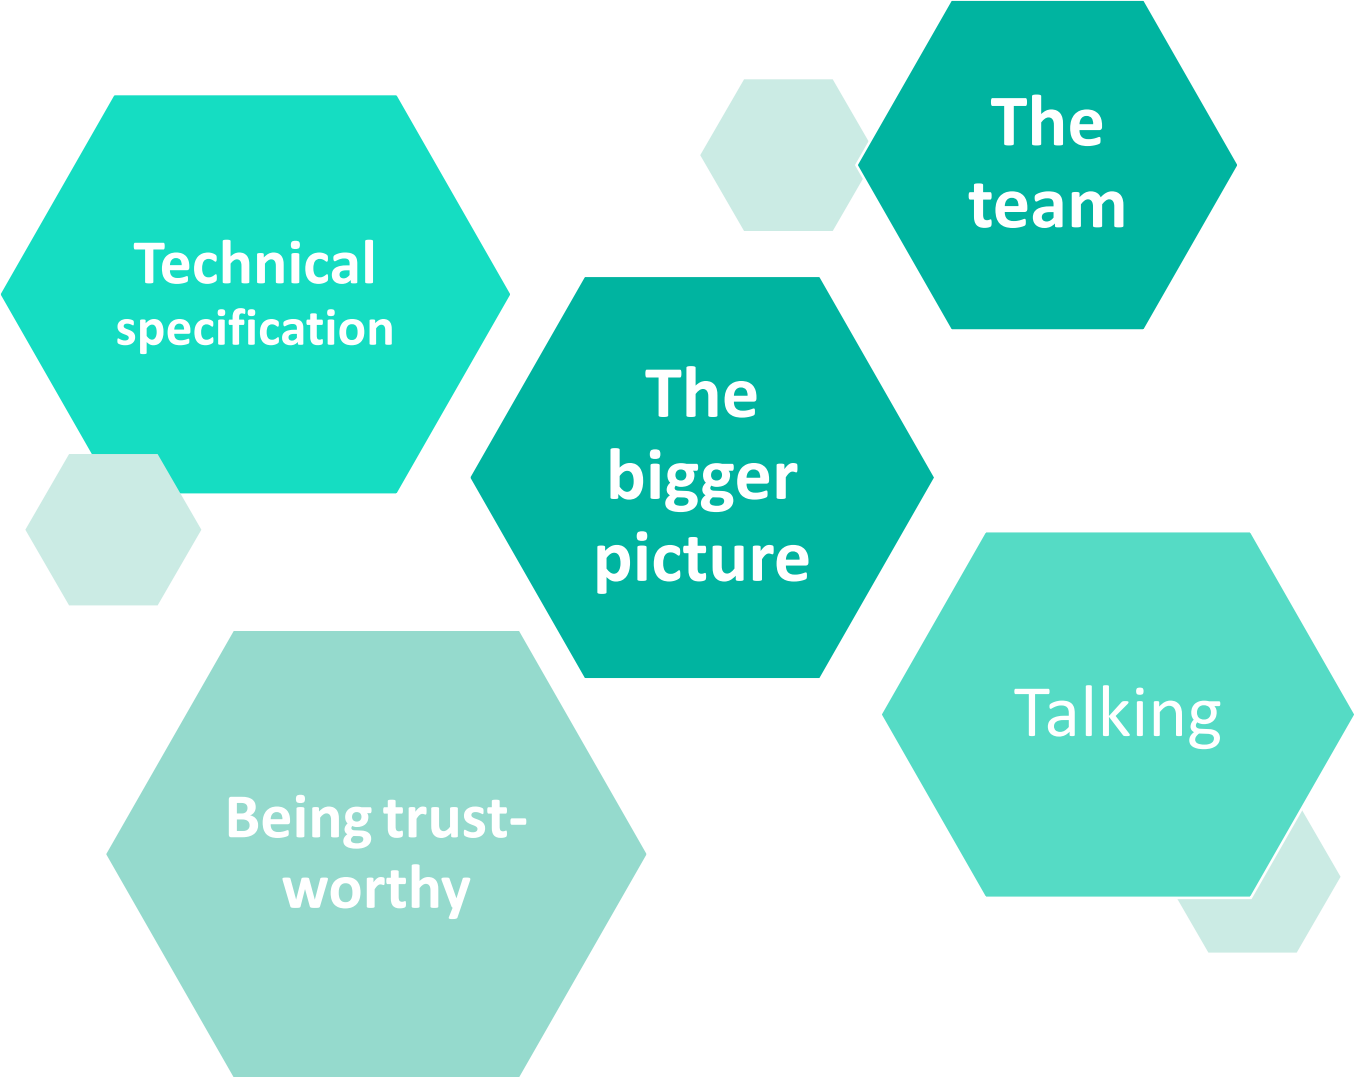 The
team
Technical
specification
The
bigger
picture
Talking
Being trust-
worthy